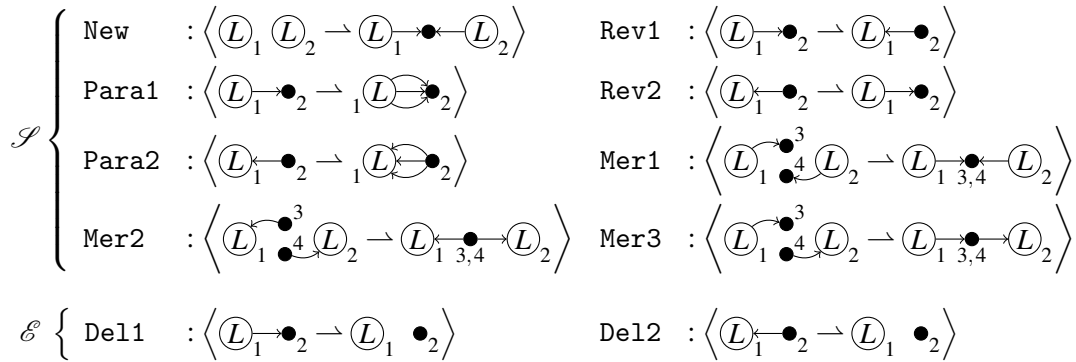 New : ⟨ L 1 L 2 ⇀ L 1 → • ← L 2 ⟩ Rev1 : ⟨ L 1 → • 2 ⇀ L 1 ← • 2 ⟩
Para1 : ⟨ L 1 → • 2 ⇀ 1 L • 2 ⟩ Rev2 : ⟨ L 1 ← • 2 ⇀ L 1 → • 2 ⟩
𝒮 { Para2 : ⟨ L 1 ← • 2 ⇀ 1 L • 2 ⟩ Mer1 : ⟨ L 1 • 3 • 4 L 2 ⇀ L 1 → • 3,4 ← L 2 ⟩
Mer2 : ⟨ L 1 • 3 • 4 L 2 ⇀ L 1 ← • 3,4 → L 2 ⟩ Mer3 : ⟨ L 1 • 3 • 4 L 2 ⇀ L 1 → • 3,4 → L 2 ⟩
ℰ { Del1 : ⟨ L 1 → • 2 ⇀ L 1 • 2 ⟩ Del2 : ⟨ L 1 ← • 2 ⇀ L 1 • 2 ⟩